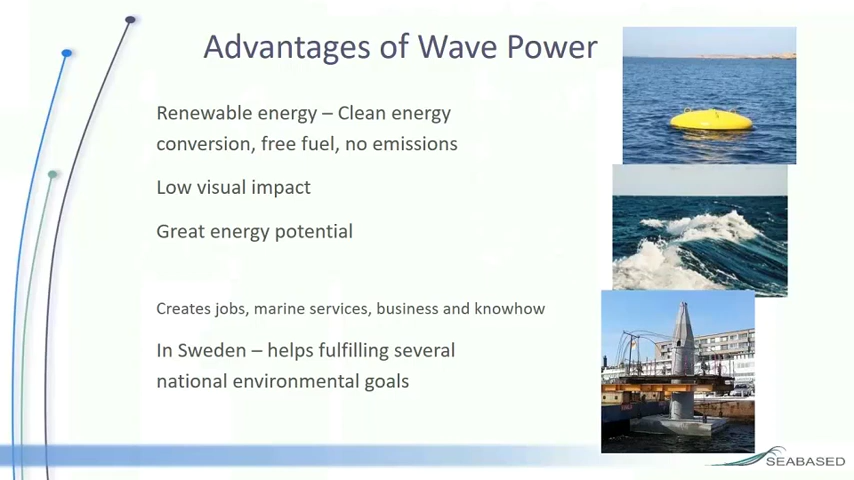 Advantages of Wave Power
Renewable energy – Clean energy
conversion, free fuel, no emissions
Low visual impact
Great energy potential
Creates jobs, marine services, business and knowhow
In Sweden – helps fulfilling several
national environmental goals
SEABASED